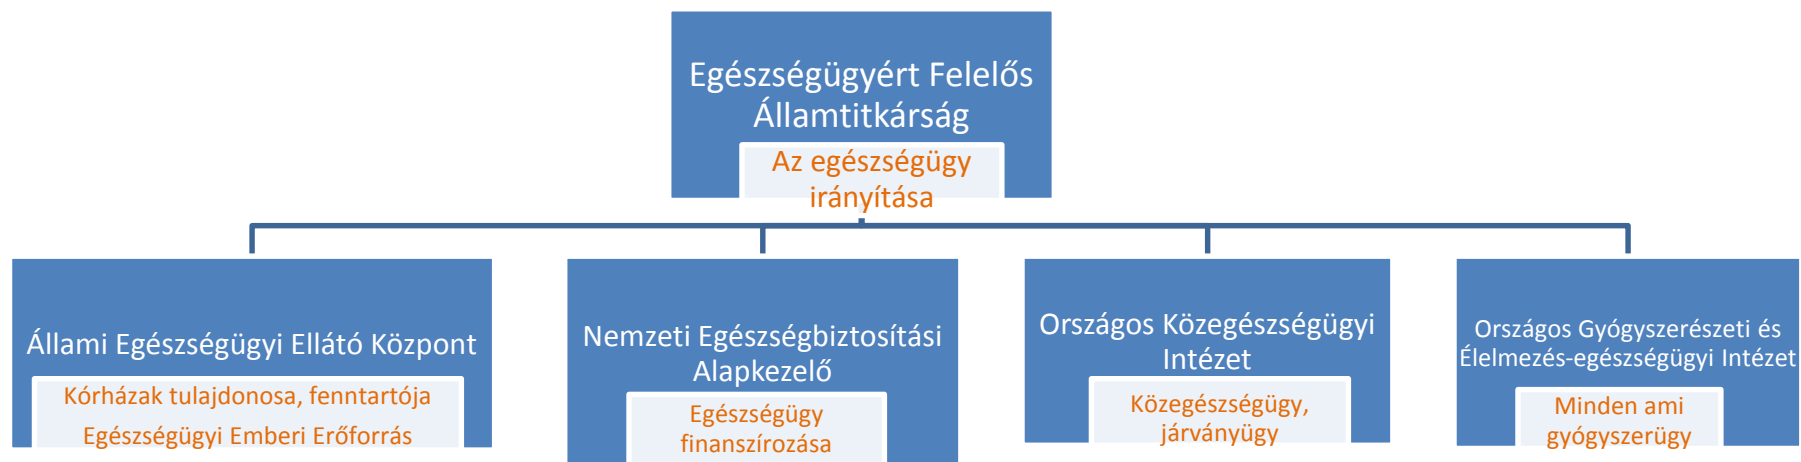 Egészségügyért Felelős
Államtitkárság
Az egészségügy
irányítása
Állami Egészségügyi Ellátó Központ
Kórházak tulajdonosa, fenntartója
Egészségügyi Emberi Erőforrás
Nemzeti Egészségbiztosítási
Alapkezelő
Egészségügy
finanszírozása
Országos Közegészségügyi
Intézet
Közegészségügy,
járványügy
Országos Gyógyszerészeti és
Élelmezés-egészségügyi Intézet
Minden ami
gyógyszerügy